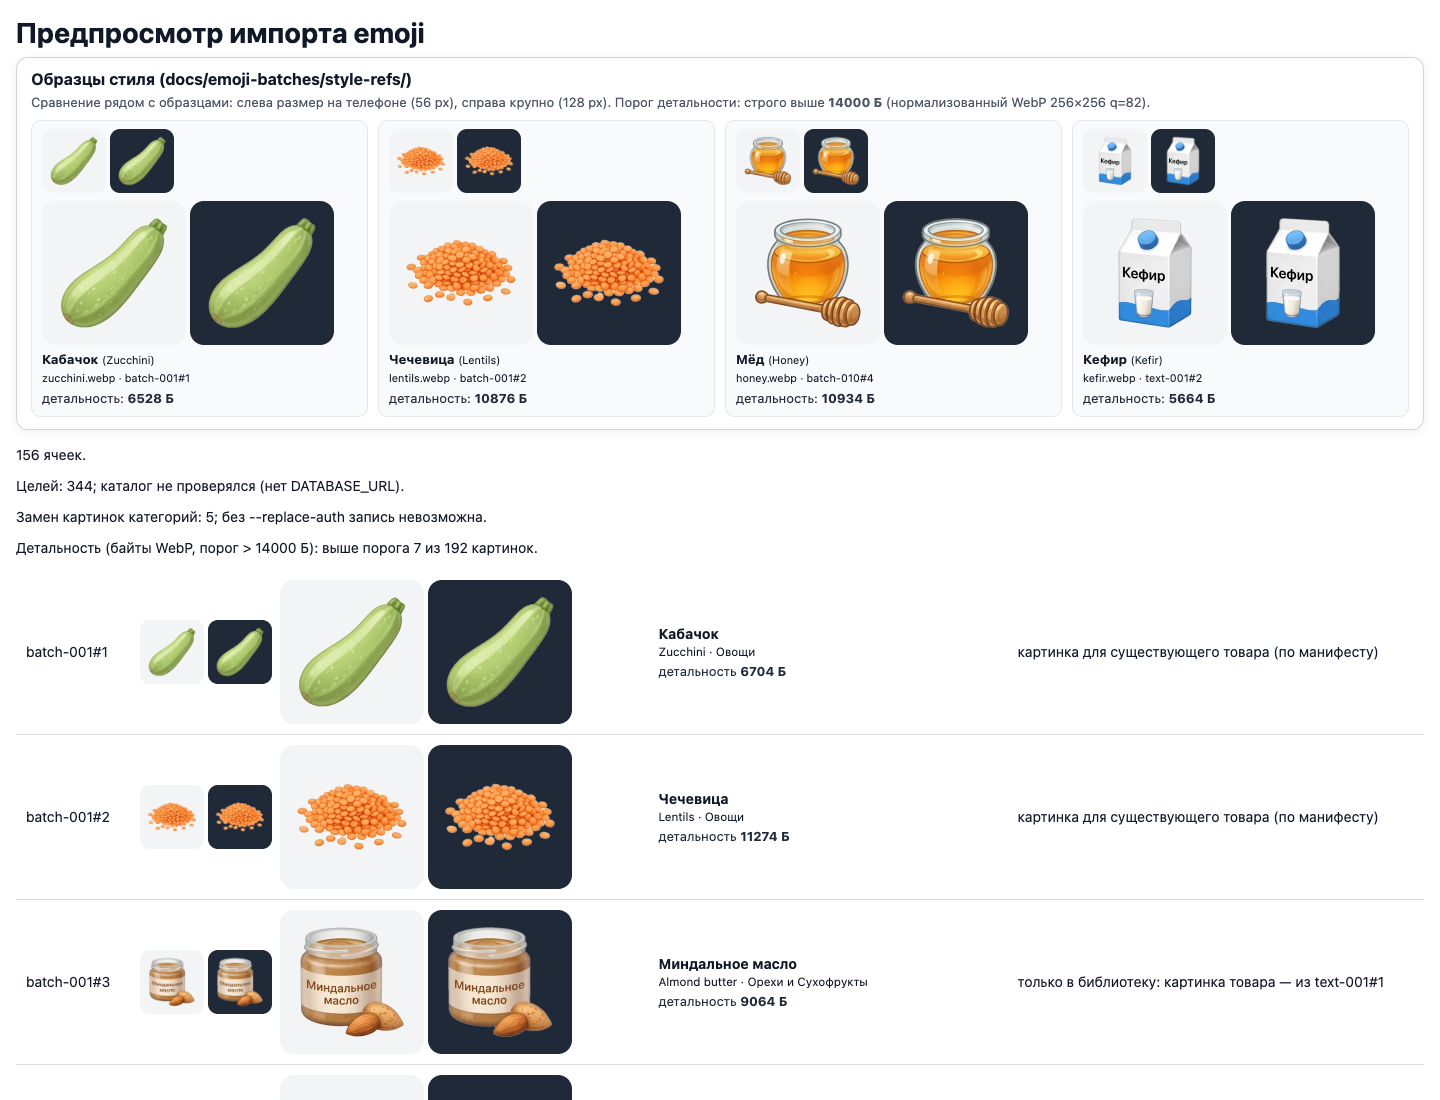 Предпросмотр импорта emoji
Образцы стиля (docs/emoji-batches/style-refs/)
Сравнение рядом с образцами: слева размер на телефоне (56 px), справа крупно (128 px). Порог детальности: строго выше 14000 Б (нормализованный WebP 256×256 q=82).
Кефир
Кефир
Кефир
Кефир
Кабачок (Zucchini)
zucchini.webp · batch-001#1
детальность: 6528 Б
Чечевица (Lentils)
lentils.webp · batch-001#2
детальность: 10876 Б
Мёд (Honey)
honey.webp · batch-010#4
детальность: 10934 Б
Кефир (Kefir)
kefir.webp · text-001#2
детальность: 5664 Б
156 ячеек.
Целей: 344; каталог не проверялся (нет DATABASE_URL).
Замен картинок категорий: 5; без --replace-auth запись невозможна.
Детальность (байты WebP, порог > 14000 Б): выше порога 7 из 192 картинок.
batch-001#1
Кабачок
Zucchini · Овощи
детальность 6704 Б
картинка для существующего товара (по манифесту)
batch-001#2
Чечевица
Lentils · Овощи
детальность 11274 Б
картинка для существующего товара (по манифесту)
batch-001#3
Миндальное
масло
Миндальное
масло
Миндальное
масло
Миндальное
масло
Миндальное масло
Almond butter · Орехи и Сухофрукты
детальность 9064 Б
только в библиотеку: картинка товара — из text-001#1